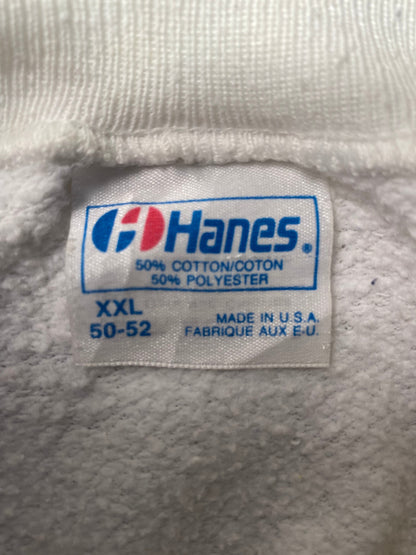 Hanes®
50% COTTON/COTON
50% POLYESTER
XXL
50-52
MADE IN U.S.A.
FABRIQUE AUX E-U.